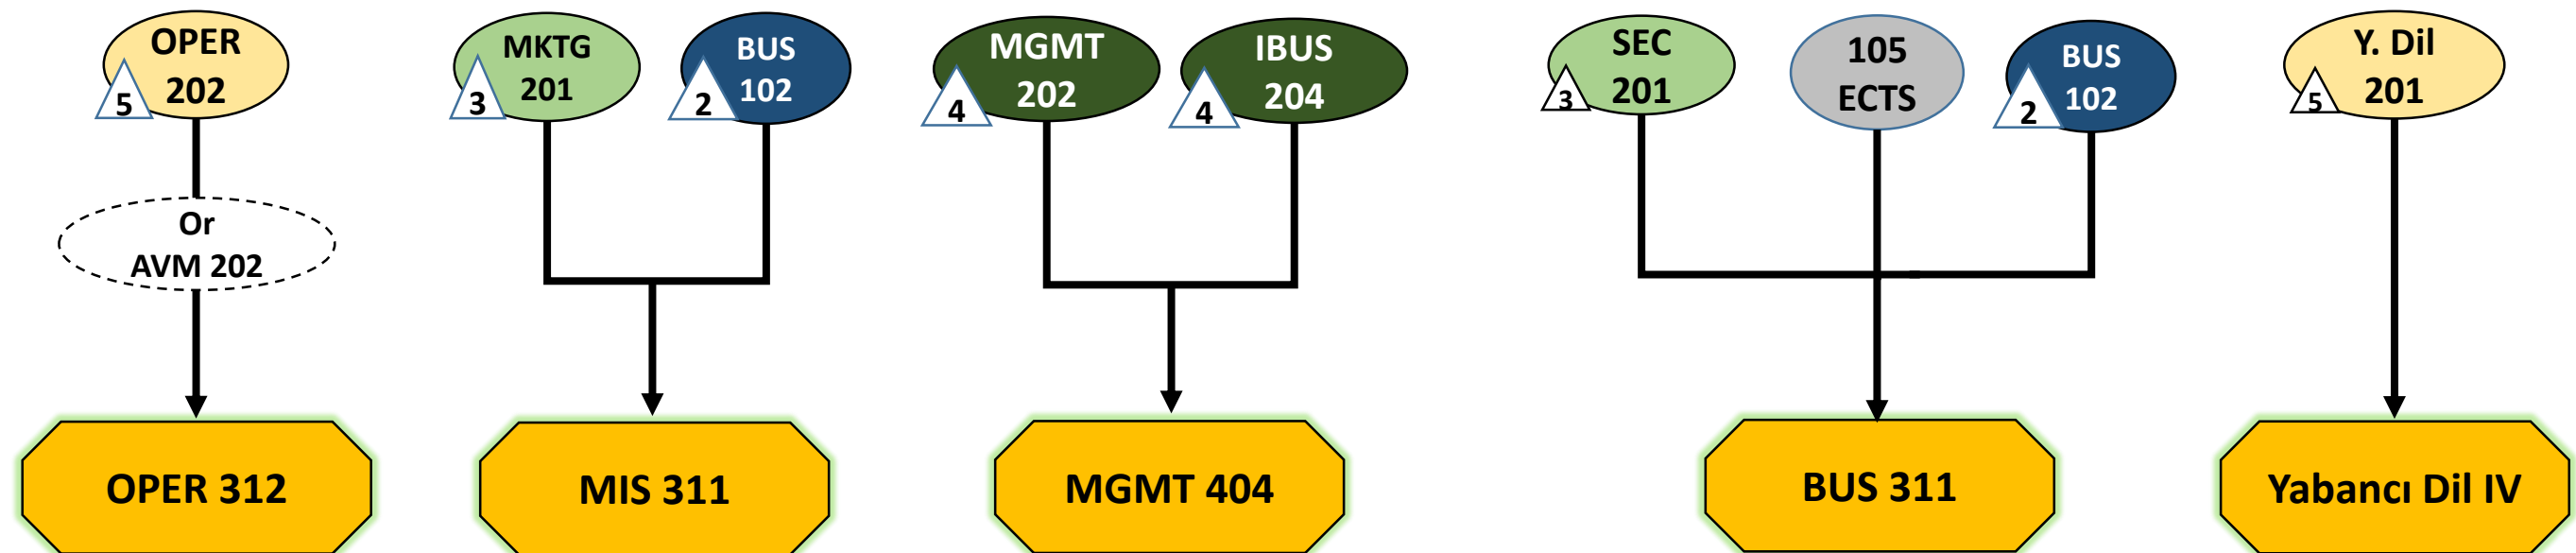 OPER
202
5
MKTG
201
3
BUS
102
2
MGMT
202
4
IBUS
204
4
SEC
201
3
105
ECTS
BUS
102
2
Y. Dil
201
5
Or
AVM 202
OPER 312
MIS 311
MGMT 404
BUS 311
Yabancı Dil IV